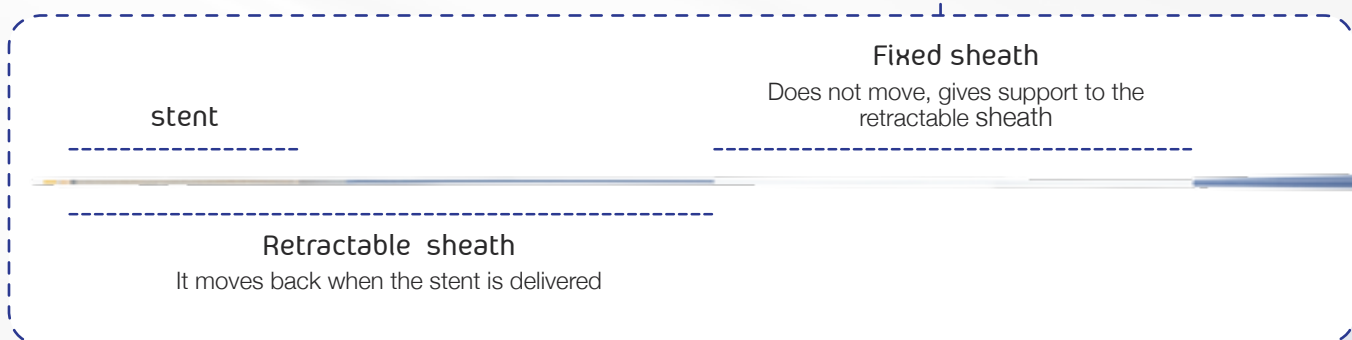 Fixed sheath
Does not move, gives support to the
retractable sheath
stent
Retractable sheath
It moves back when the stent is delivered